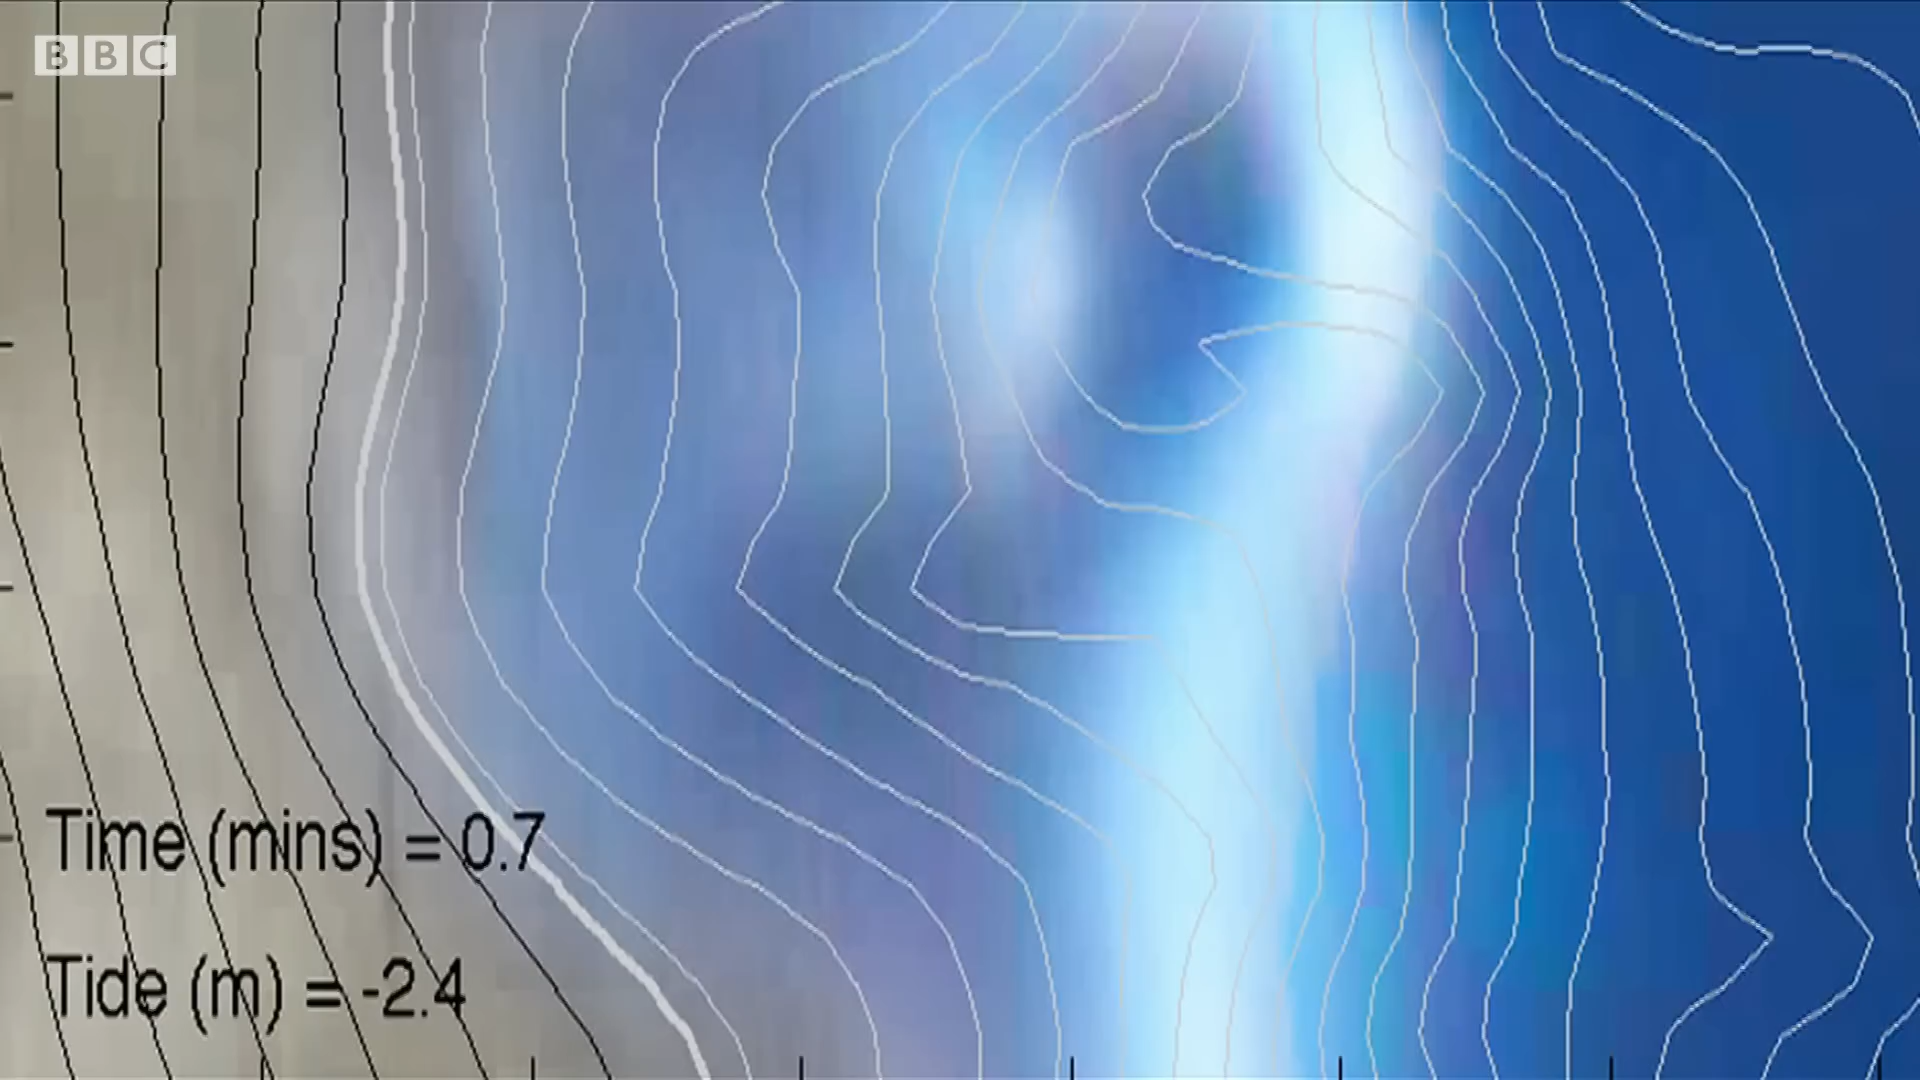 BBC
Time (mins) = 0.7
Tide (m) = -2.4